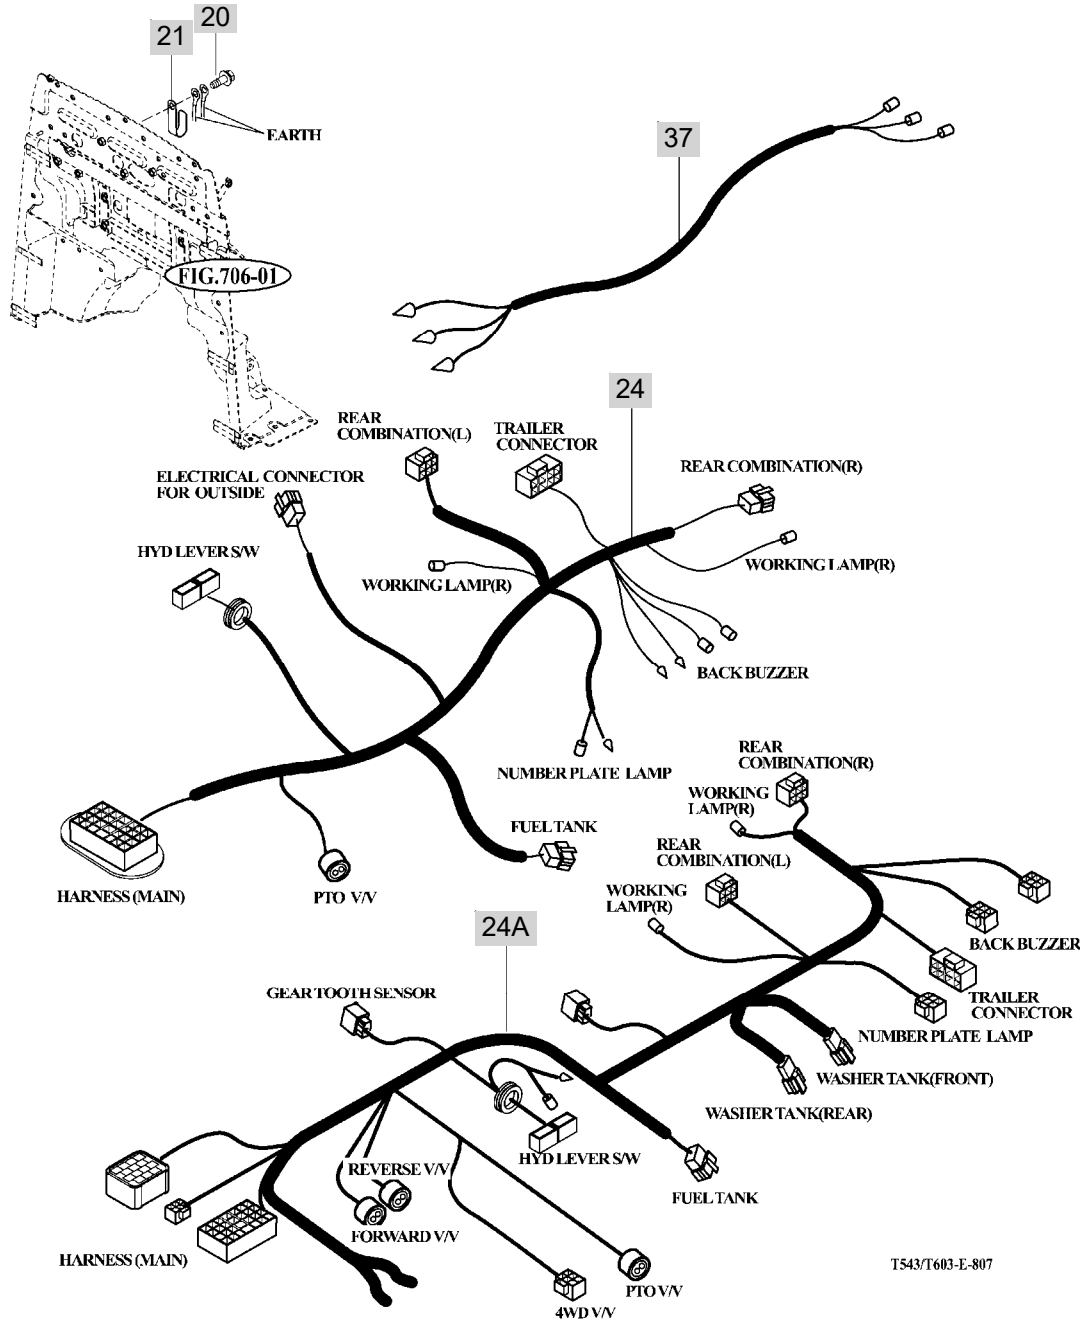 20
21
EARTH
37
FIG.706-01
24
REAR
COMBINATION(L)
TRAILER
CONNECTOR
REAR COMBINATION(R)
ELECTRICAL CONNECTOR
FOR OUTSIDE
HYD LEVER S/W
WORKING LAMP(R)
WORKING LAMP(R)
BACK BUZZER
NUMBER PLATE LAMP
FUEL TANK
HARNESS (MAIN)
PTO V/V
REAR
COMBINATION(R)
WORKING
LAMP(R)
REAR
COMBINATION(L)
WORKING
LAMP(R)
24A
BACK BUZZER
GEAR TOOTH SENSOR
TRAILER
CONNECTOR
NUMBER PLATE LAMP
WASHER TANK(FRONT)
WASHER TANK(REAR)
HYD LEVER S/W
REVERSE V/V
FUEL TANK
FORWARD V/V
HARNESS (MAIN)
PTO V/V
4WD V/V
T543/T603-E-807